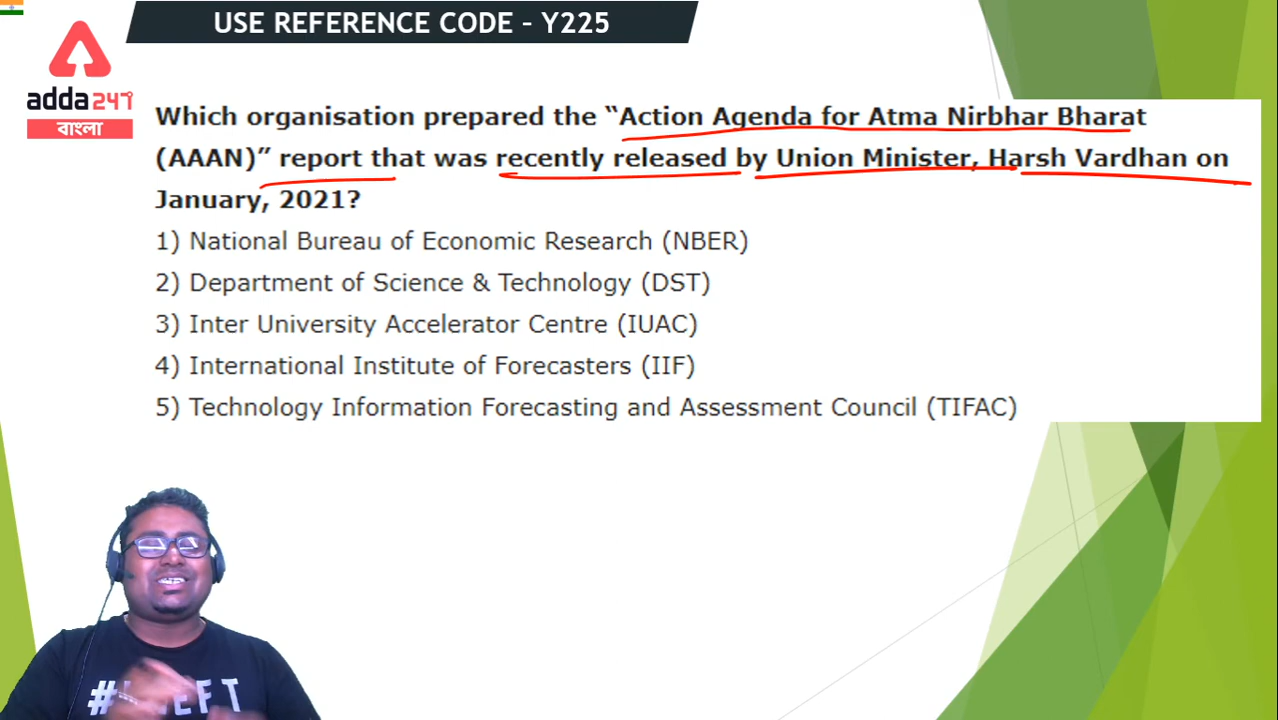 USE REFERENCE CODE - Y225
adda 247
বাংলা
Which organisation prepared the “Action Agenda for Atma Nirbhar Bharat
(AAAN)” report that was recently released by Union Minister, Harsh Vardhan on
January, 2021?
1) National Bureau of Economic Research (NBER)
2) Department of Science & Technology (DST)
3) Inter University Accelerator Centre (IUAC)
4) International Institute of Forecasters (IIF)
5) Technology Information Forecasting and Assessment Council (TIFAC)